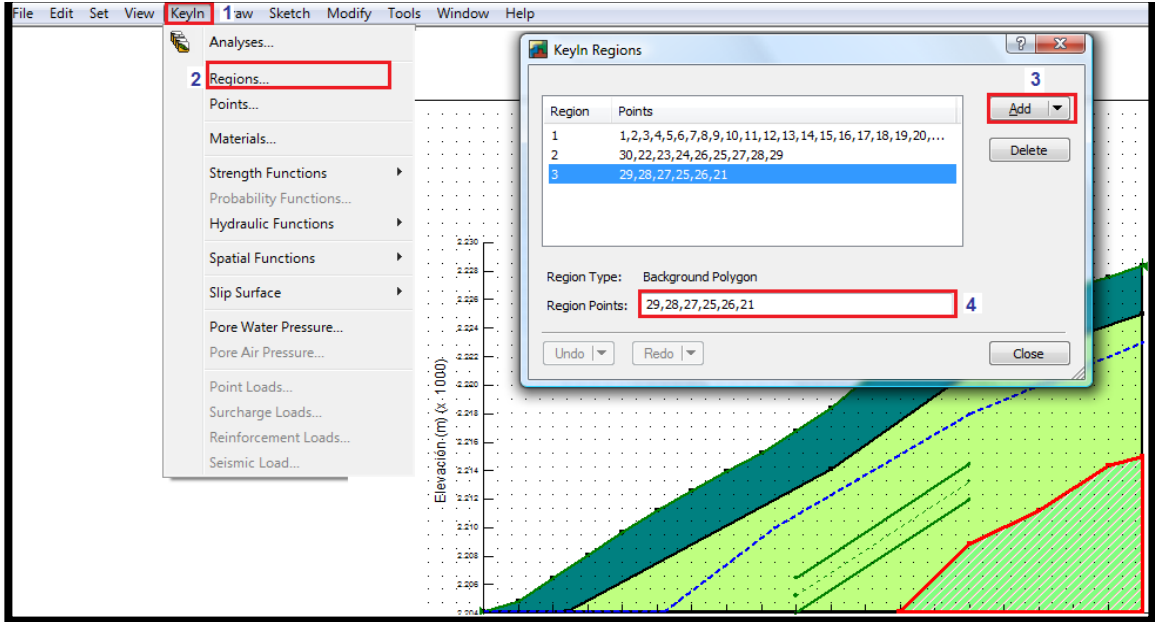 File Edit Set View KeyIn 1 raw Sketch Modify Tools Window Help
Analyses...
2 Regions...
Points...
Materials...
Strength Functions
Probability Functions...
Hydraulic Functions
Spatial Functions
Slip Surface
Pore Water Pressure...
Pore Air Pressure...
Point Loads...
Surcharge Loads...
Reinforcement Loads...
Seismic Load...
KeyIn Regions
3
Region Points
1 1,2,3,4,5,6,7,8,9,10,11,12,13,14,15,16,17,18,19,20,...
2 30,22,23,24,26,25,27,28,29
3 29,28,27,25,26,21
Add
Delete
Region Type: Background Polygon
Region Points: 29,28,27,25,26,21 4
Undo Redo Close
Elevación (m) (x 1000)
2.230
2.228
2.226
2.224
2.222
2.220
2.218
2.216
2.214
2.212
2.210
2.208
2.206
2.204